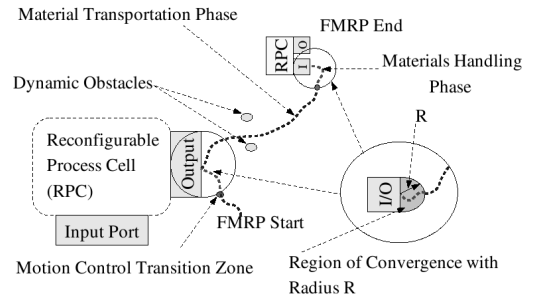 Material Transportation Phase
FMRP End
RPC
O
I
Materials Handling
Phase
Dynamic Obstacles
R
Reconfigurable
Process Cell
(RPC)
Output
I/O
Input Port
FMRP Start
Motion Control Transition Zone
Region of Convergence with
Radius R